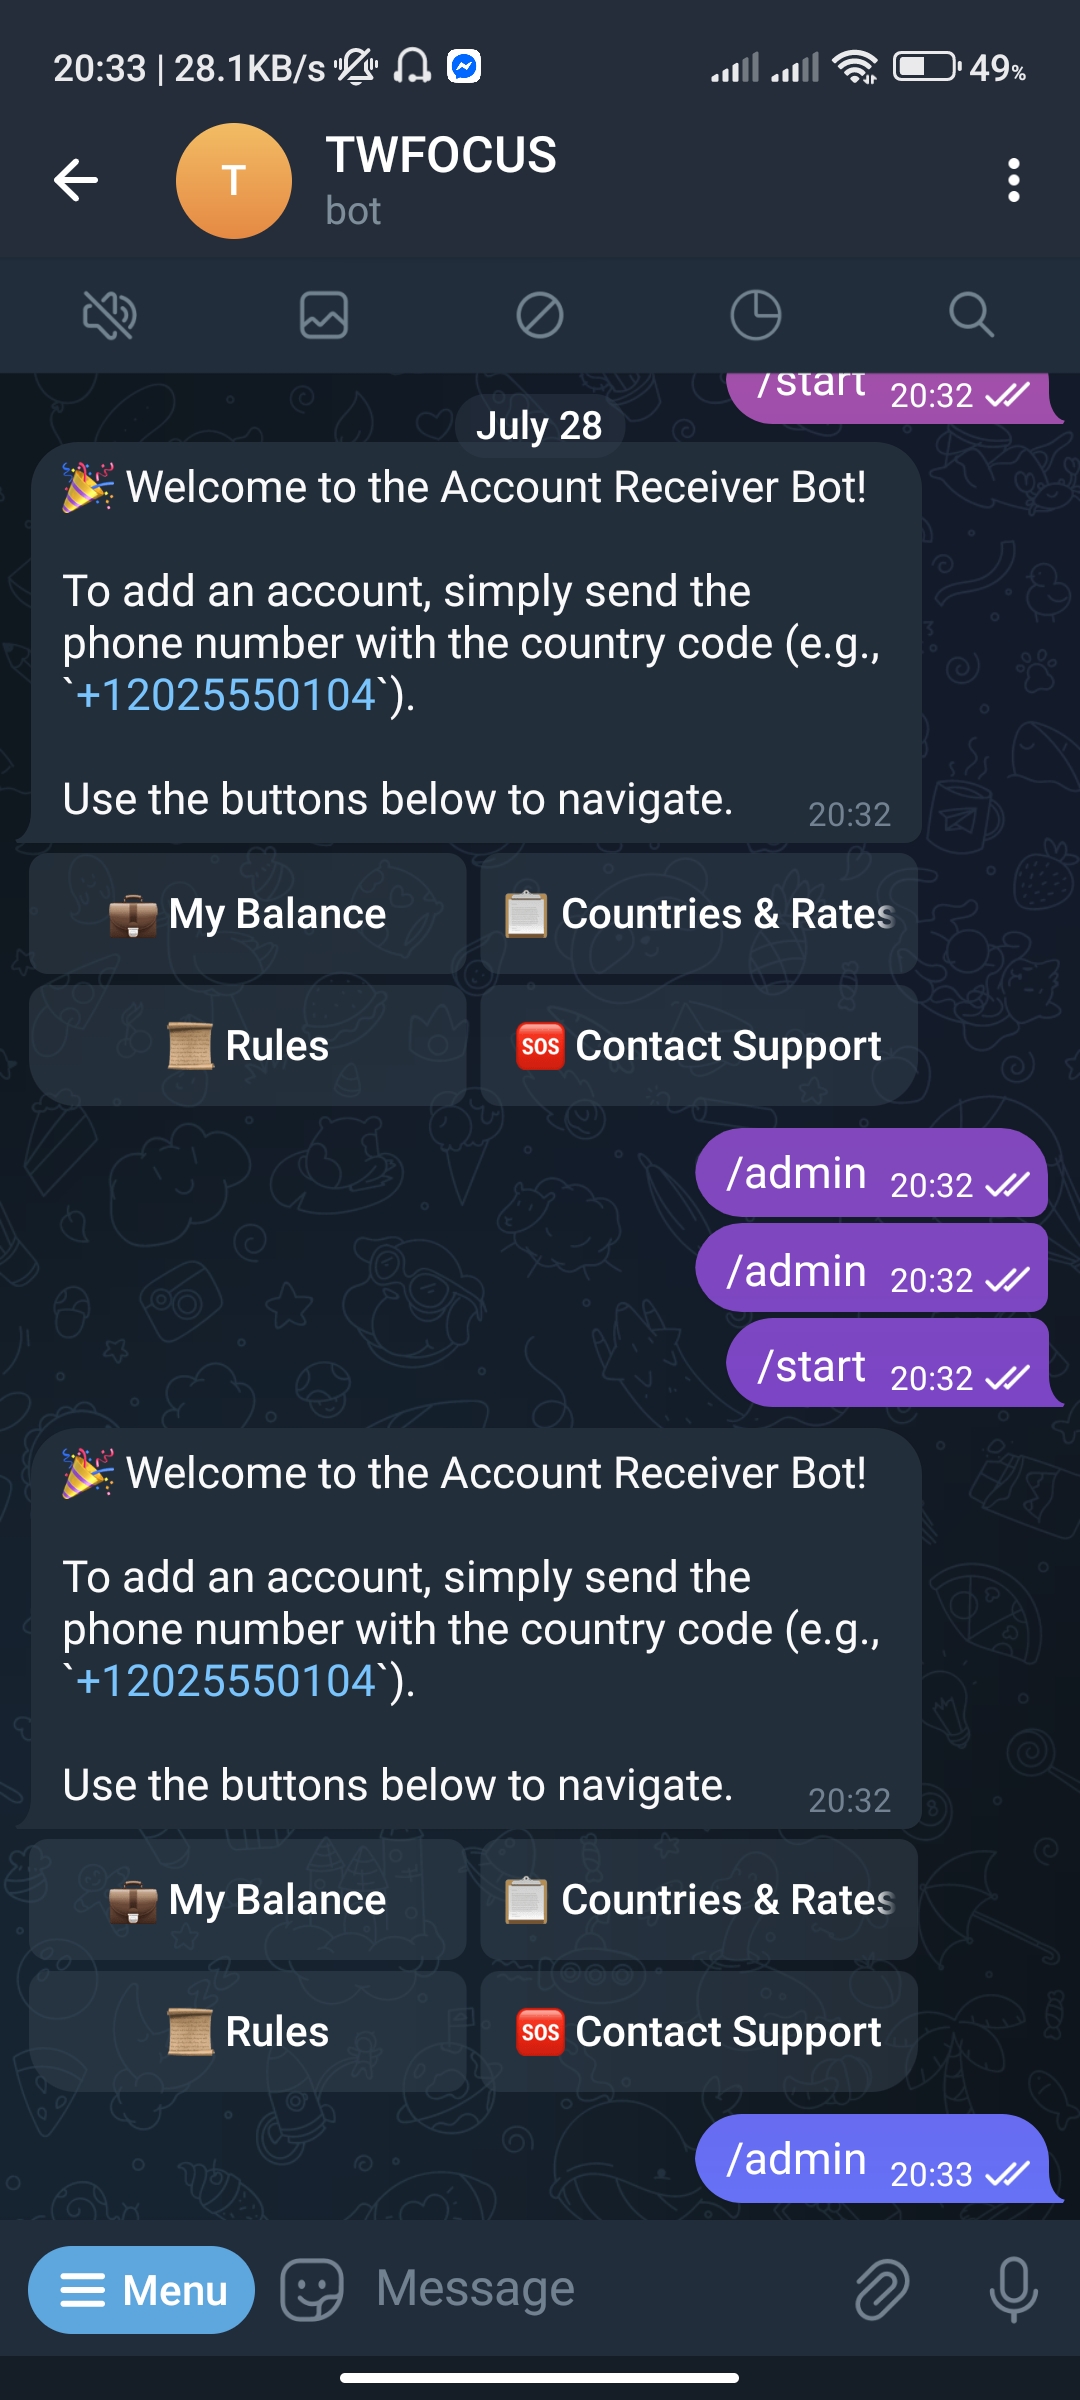 20:33 | 28.1KB/s
49%
T
TWFOCUS
bot
/start 20:32
July 28
🎉 Welcome to the Account Receiver Bot!
To add an account, simply send the
phone number with the country code (e.g.,
`+12025550104`).
Use the buttons below to navigate. 20:32
💼 My Balance
📋 Countries & Rates
📜 Rules
🆘 Contact Support
/admin 20:32
/admin 20:32
/start 20:32
🎉 Welcome to the Account Receiver Bot!
To add an account, simply send the
phone number with the country code (e.g.,
`+12025550104`).
Use the buttons below to navigate. 20:32
💼 My Balance
📋 Countries & Rates
📜 Rules
🆘 Contact Support
/admin 20:33
Menu
Message